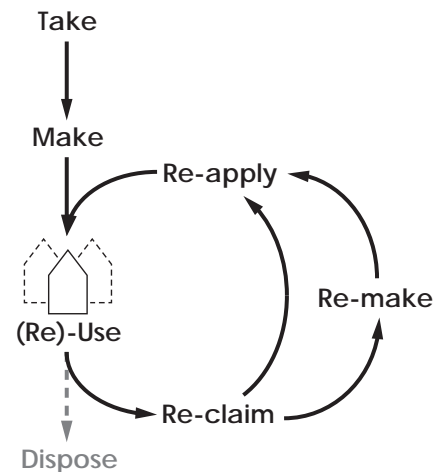 Take
Make
Re-apply
Re-make
(Re)-Use
Re-claim
Dispose